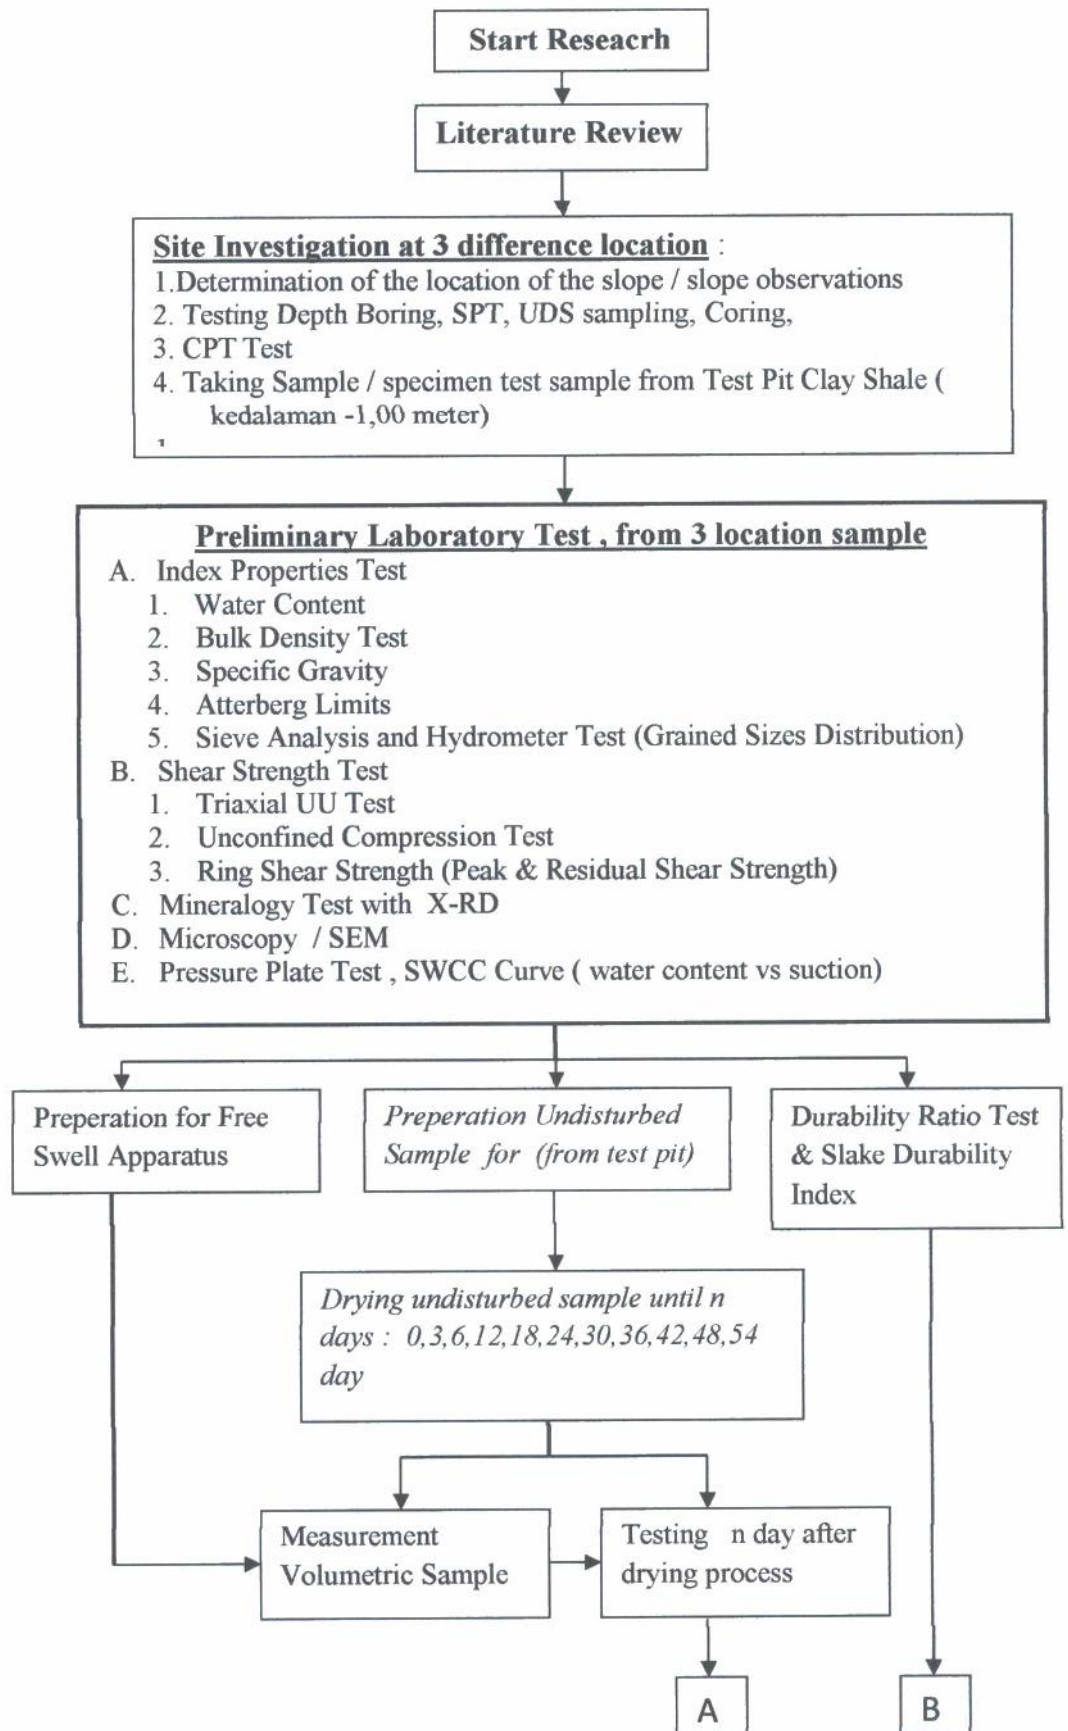 Start Reseacrh
Literature Review
Site Investigation at 3 difference location :
1.Determination of the location of the slope / slope observations
2. Testing Depth Boring, SPT, UDS sampling, Coring,
3. CPT Test
4. Taking Sample / specimen test sample from Test Pit Clay Shale (
kedalaman -1,00 meter)
Preliminary Laboratory Test , from 3 location sample
A. Index Properties Test
1. Water Content
2. Bulk Density Test
3. Specific Gravity
4. Atterberg Limits
5. Sieve Analysis and Hydrometer Test (Grained Sizes Distribution)
B. Shear Strength Test
1. Triaxial UU Test
2. Unconfined Compression Test
3. Ring Shear Strength (Peak & Residual Shear Strength)
C. Mineralogy Test with X-RD
D. Microscopy / SEM
E. Pressure Plate Test , SWCC Curve ( water content vs suction)
Preperation for Free
Swell Apparatus
Preperation Undisturbed
Sample for (from test pit)
Durability Ratio Test
& Slake Durability
Index
Drying undisturbed sample until n
days : 0,3,6,12,18,24,30,36,42,48,54
day
Measurement
Volumetric Sample
Testing n day after
drying process
A
B